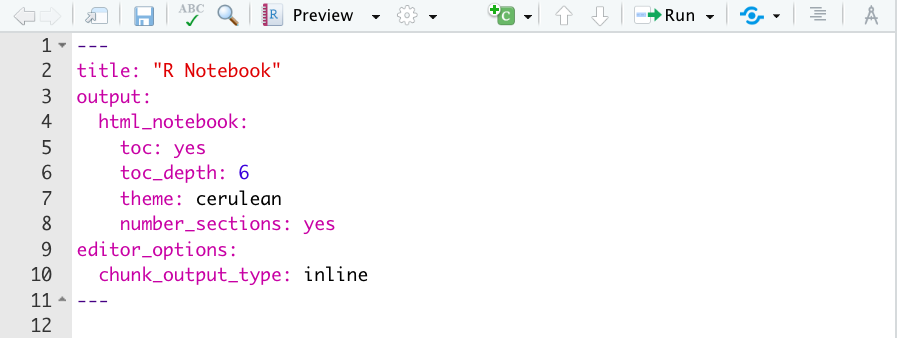 ABC
R
Preview
C
Run
1 ---
2 title: "R Notebook"
3 output:
4   html_notebook:
5     toc: yes
6     toc_depth: 6
7     theme: cerulean
8     number_sections: yes
9 editor_options:
10   chunk_output_type: inline
11 ---
12